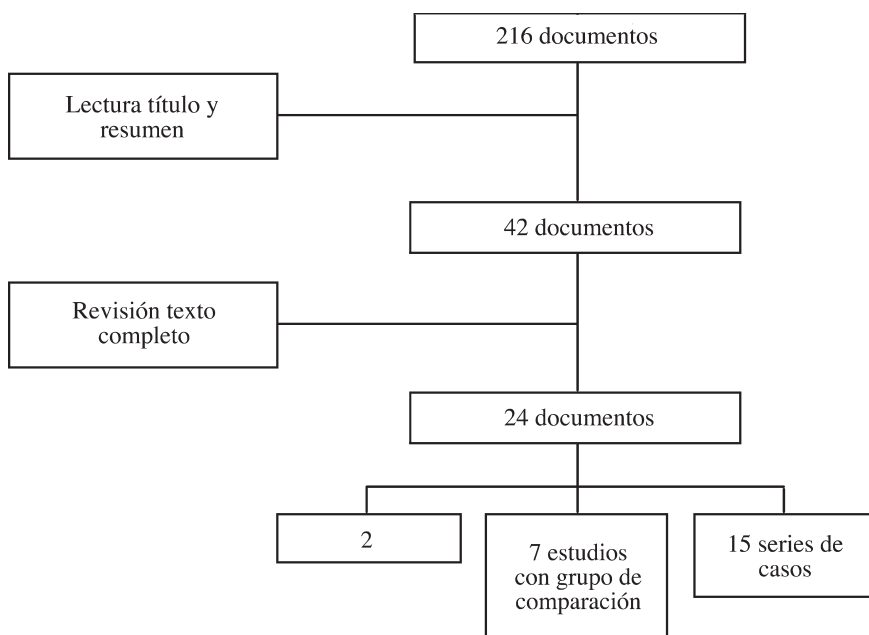 216 documentos
Lectura título y
resumen
42 documentos
Revisión texto
completo
24 documentos
2
7 estudios
con grupo de
comparación
15 series de
casos